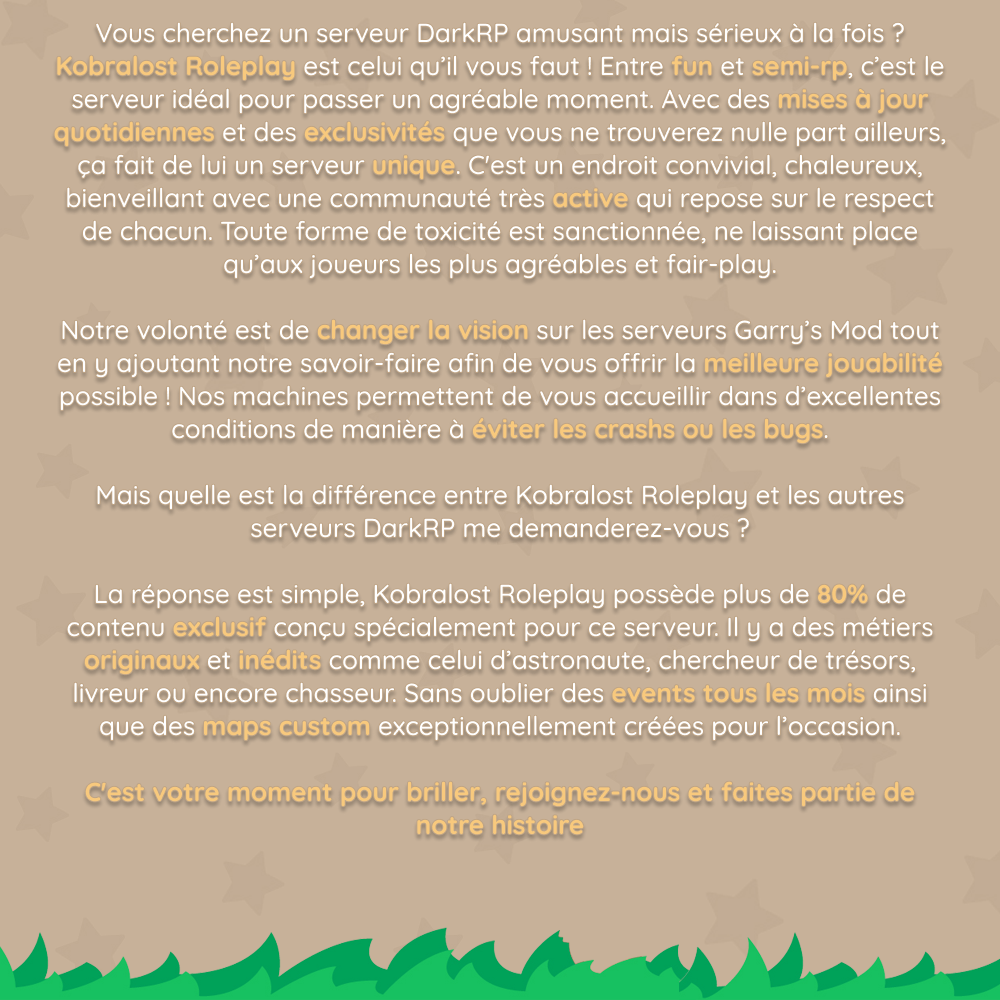 Vous cherchez un serveur DarkRP amusant mais sérieux à la fois ?
Kobralost Roleplay est celui qu’il vous faut ! Entre fun et semi-rp, c’est le
serveur idéal pour passer un agréable moment. Avec des mises à jour
quotidiennes et des exclusivités que vous ne trouverez nulle part ailleurs,
ça fait de lui un serveur unique. C'est un endroit convivial, chaleureux,
bienveillant avec une communauté très active qui repose sur le respect
de chacun. Toute forme de toxicité est sanctionnée, ne laissant place
qu’aux joueurs les plus agréables et fair-play.
Notre volonté est de changer la vision sur les serveurs Garry’s Mod tout
en y ajoutant notre savoir-faire afin de vous offrir la meilleure jouabilité
possible ! Nos machines permettent de vous accueillir dans d’excellentes
conditions de manière à éviter les crashs ou les bugs.
Mais quelle est la différence entre Kobralost Roleplay et les autres
serveurs DarkRP me demanderez-vous ?
La réponse est simple, Kobralost Roleplay possède plus de 80% de
contenu exclusif conçu spécialement pour ce serveur. Il y a des métiers
originaux et inédits comme celui d’astronaute, chercheur de trésors,
livreur ou encore chasseur. Sans oublier des events tous les mois ainsi
que des maps custom exceptionnellement créées pour l’occasion.
C'est votre moment pour briller, rejoignez-nous et faites partie de
notre histoire